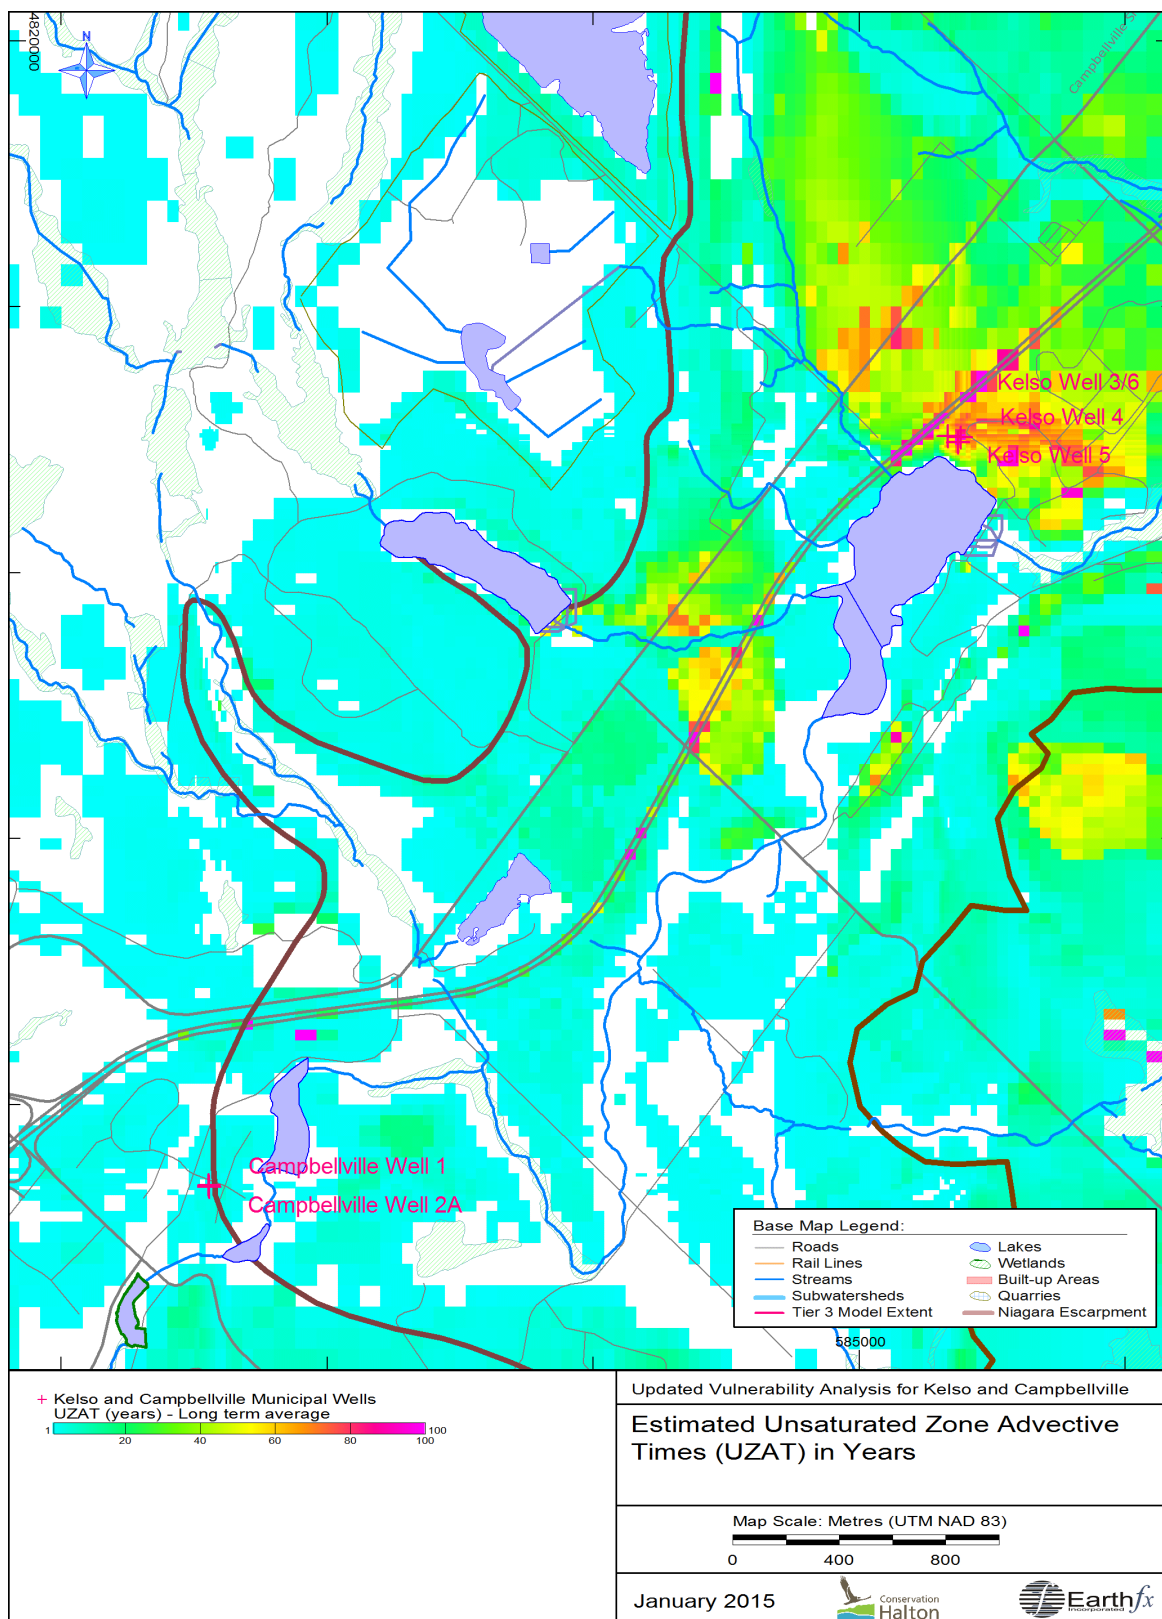 4820000
N
Campbellville S
Kelso Well 3/6
Kelso Well 4
Kelso Well 5
Campbellville Well 1
Campbellville Well 2A
Base Map Legend:
Roads
Rail Lines
Streams
Subwatersheds
Tier 3 Model Extent
Lakes
Wetlands
Built-up Areas
Quarries
Niagara Escarpment
585000
+ Kelso and Campbellville Municipal Wells
UZAT (years) - Long term average
1 100
20 40 60 80 100
Updated Vulnerability Analysis for Kelso and Campbellville
Estimated Unsaturated Zone Advective
Times (UZAT) in Years
Map Scale: Metres (UTM NAD 83)
0 400 800
January 2015
Conservation
Halton
Earthfx
Incorporated